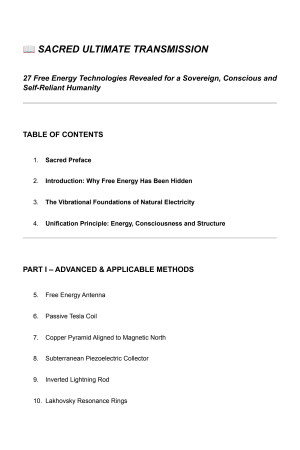 📖 SACRED ULTIMATE TRANSMISSION
27 Free Energy Technologies Revealed for a Sovereign, Conscious and
Self-Reliant Humanity
TABLE OF CONTENTS
1. Sacred Preface
2. Introduction: Why Free Energy Has Been Hidden
3. The Vibrational Foundations of Natural Electricity
4. Unification Principle: Energy, Consciousness and Structure
PART I – ADVANCED & APPLICABLE METHODS
5. Free Energy Antenna
6. Passive Tesla Coil
7. Copper Pyramid Aligned to Magnetic North
8. Subterranean Piezoelectric Collector
9. Inverted Lightning Rod
10. Lakhovsky Resonance Rings